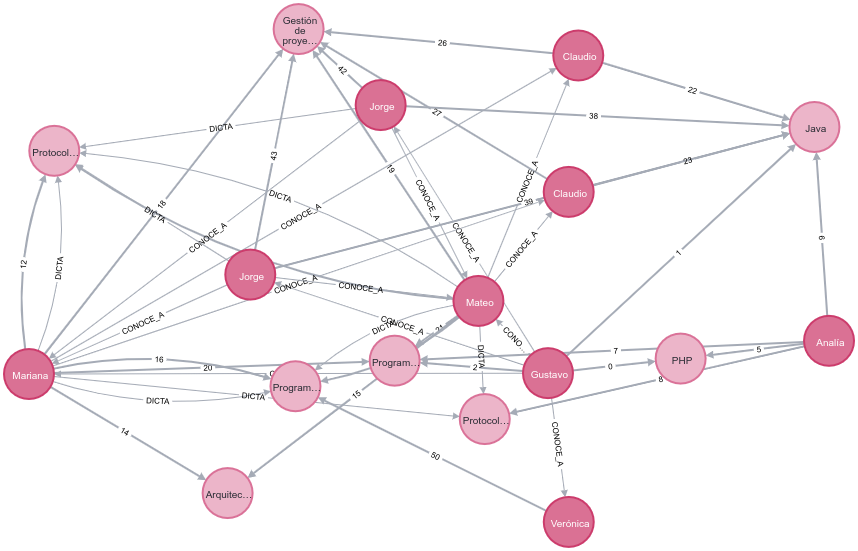 Gestión
de
proye...
26
Claudio
42
22
Jorge
27
38
Java
DICTA
Protocol...
43
19
23
DICTA
CONOCE_A
CONOCE_A
Claudio
39
18
DICTA
CONOCE_A
CONOCE_A
CONOCE_A
CONOCE_A
9
1
12
DICTA
Jorge
CONOCE_A
CONOCE_A
Mateo
CONOCE_A
CONOCE_A
DICTA
21
CONO...
Analía
16
20
Program...
DICTA
7
5
PHP
Mariana
2
0
Gustavo
8
Program...
DICTA
DICTA
15
Protocol...
14
CONOCE_A
50
Arquitec...
Verónica